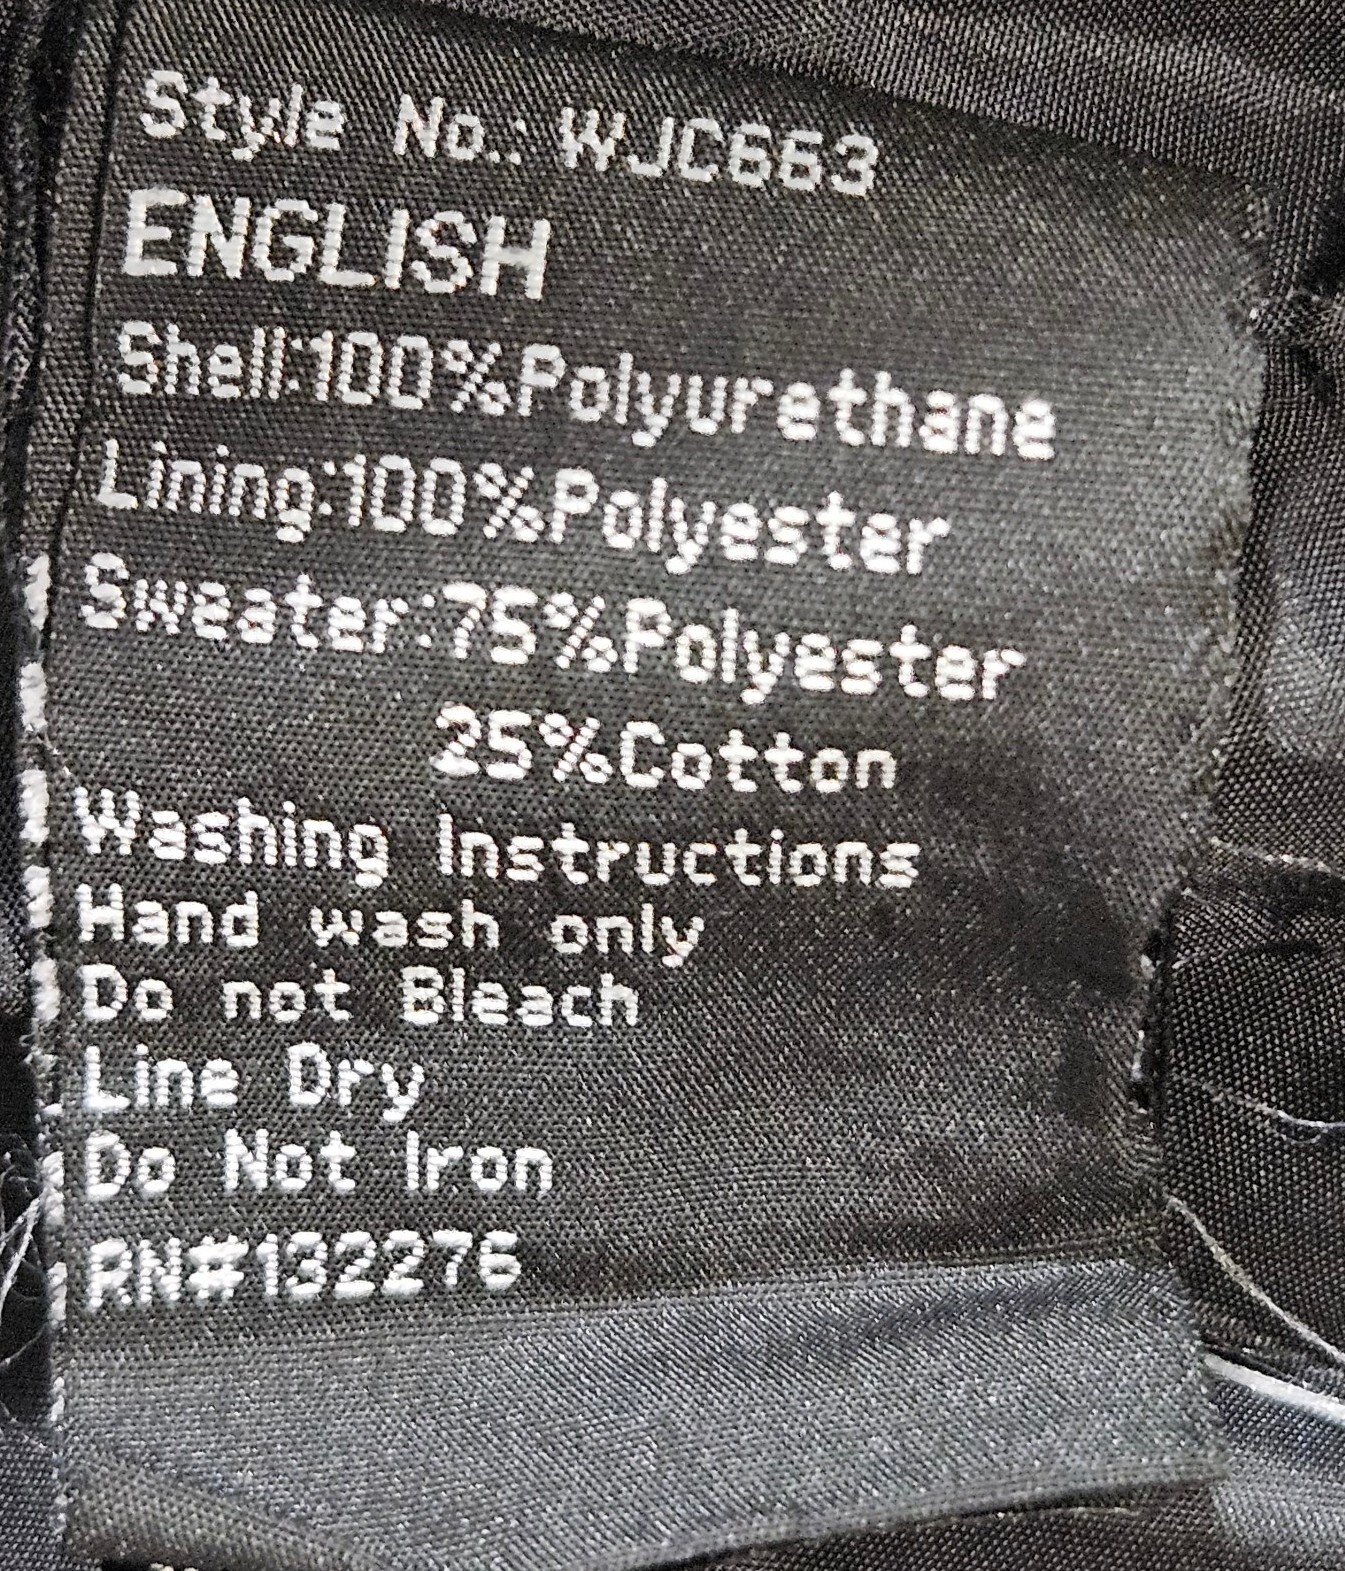 Style No.: WJC663
ENGLISH
Shell:100%Polyurethane
Lining:100%Polyester
Sweater:75%Polyester
25%Cotton
Washing Instructions
Hand wash only
Do not Bleach
Line Dry
Do Not Iron
RN#132276